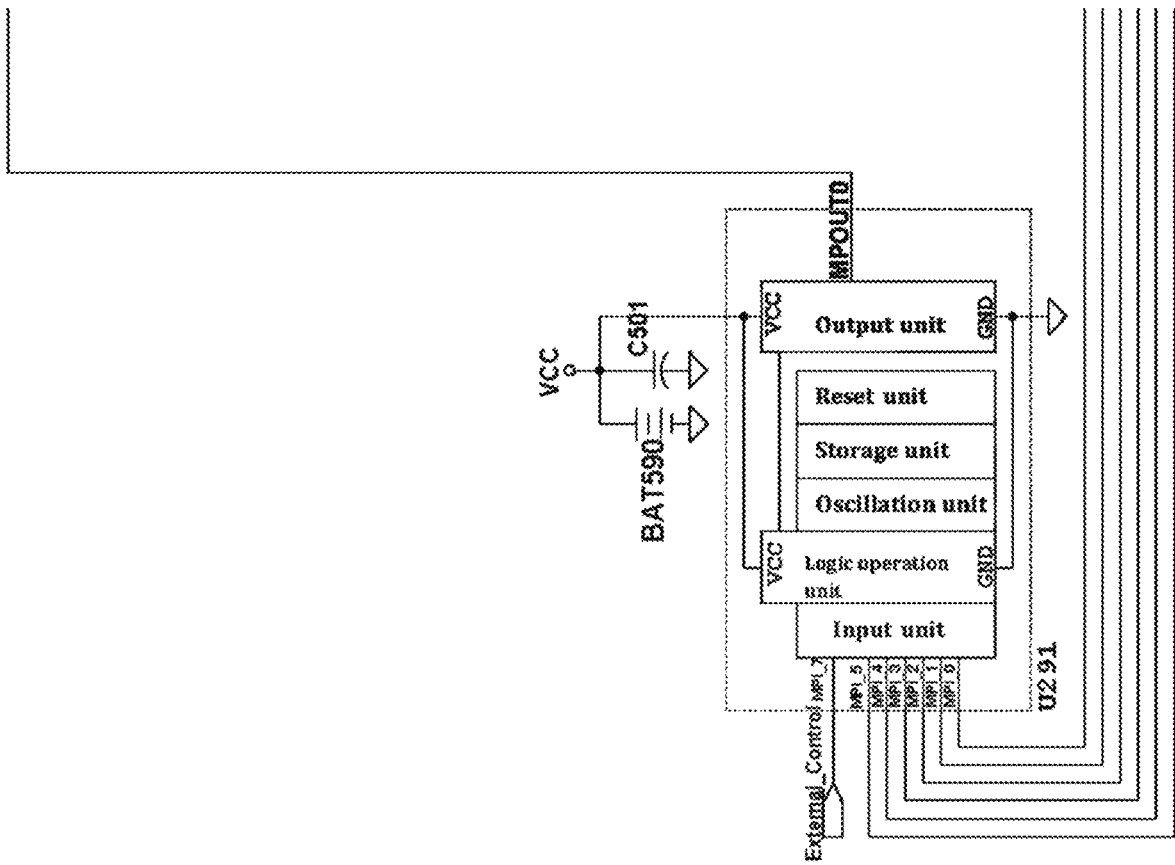 MPOUT0
VCC
C501
BAT590
VCC
Output unit
GND
Reset unit
Storage unit
Oscillation unit
VCC
Logic operation
unit
GND
Input unit
MPI_7
MPI_5
MPI_4
MPI_3
MPI_2
MPI_1
MPI_0
External_Control
U291